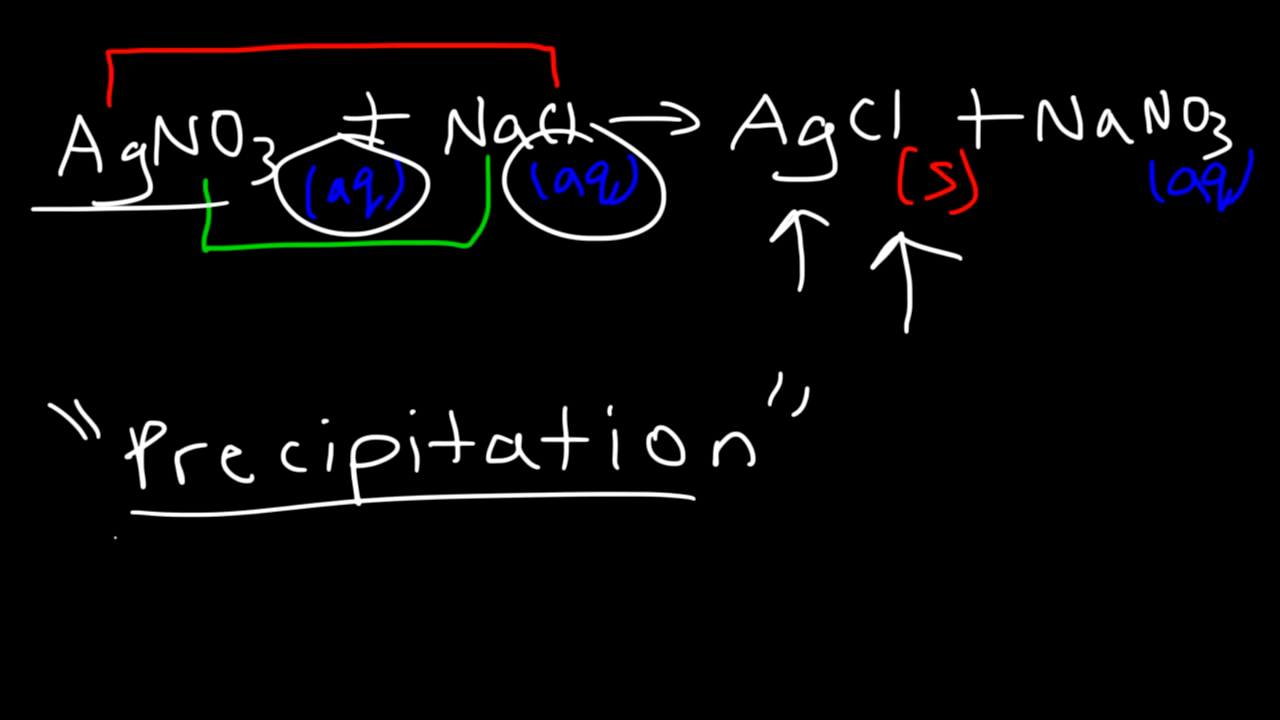 AgNO₃ (aq) + NaCl (aq) → AgCl (s) + NaNO₃ (aq)
"Precipitation"